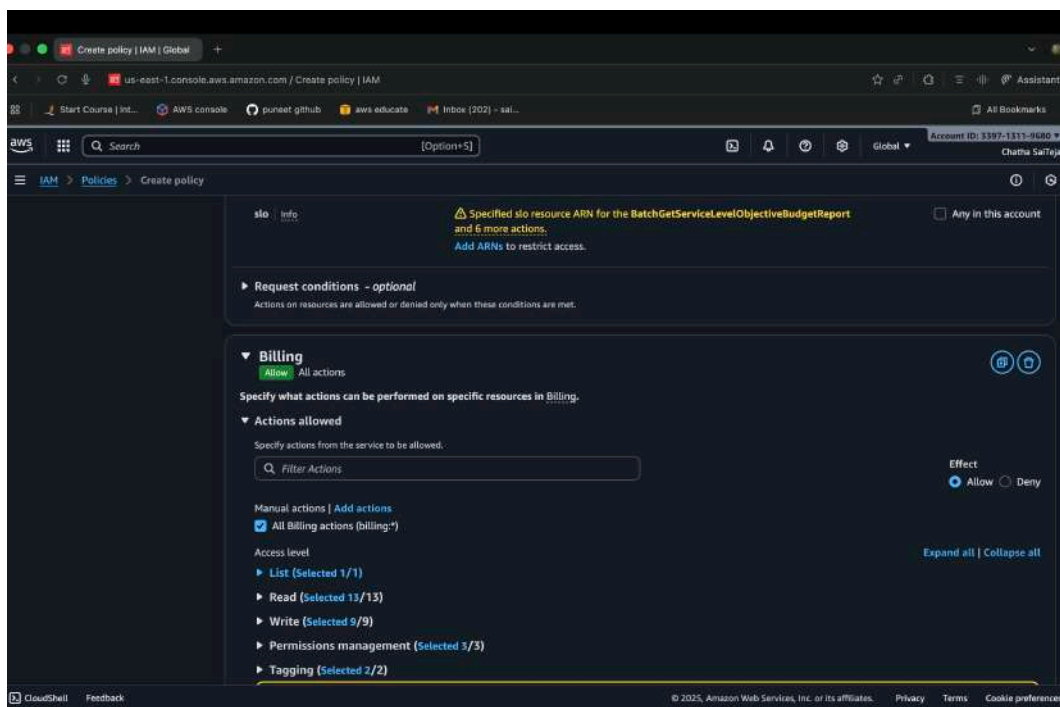 Create policy | IAM | Global
us-east-1.console.aws.amazon.com / Create policy | IAM
Assistant
Start Course | Int...
AWS console
puneet github
aws educate
Inbox (202) - sai...
All Bookmarks
aws
Search
[Option+S]
Global
Account ID: 3397-1311-9680
Chatha SaiTeja
IAM > Policies > Create policy
slo | Info
Specified slo resource ARN for the BatchGetServiceLevelObjectiveBudgetReport
and 6 more actions.
Add ARNs to restrict access.
Any in this account
Request conditions - optional
Actions on resources are allowed or denied only when these conditions are met.
Billing
Allow All actions
Specify what actions can be performed on specific resources in Billing.
Actions allowed
Specify actions from the service to be allowed.
Filter Actions
Effect
Allow Deny
Manual actions | Add actions
All Billing actions (billing:*)
Access level
Expand all | Collapse all
List (Selected 1/1)
Read (Selected 13/13)
Write (Selected 9/9)
Permissions management (Selected 3/3)
Tagging (Selected 2/2)
CloudShell
Feedback
© 2025, Amazon Web Services, Inc. or its affiliates.
Privacy
Terms
Cookie preference